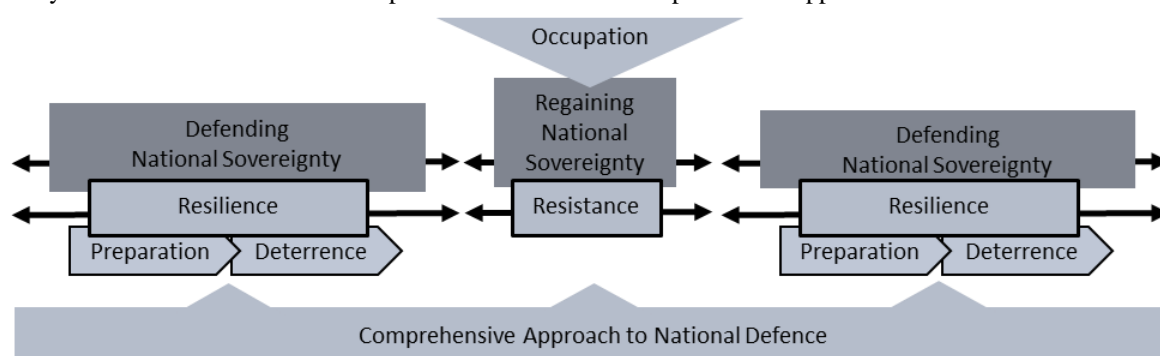 Occupation
Defending
National Sovereignty
Regaining
National
Sovereignty
Defending
National Sovereignty
Resilience
Resistance
Resilience
Preparation
Deterrence
Preparation
Deterrence
Comprehensive Approach to National Defence